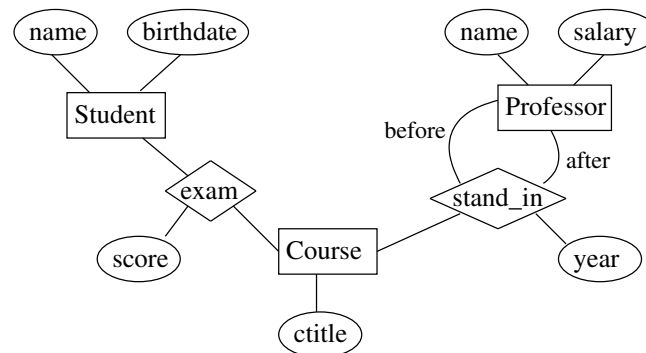 name
birthdate
name
salary
Student
Professor
before
after
exam
stand_in
score
Course
year
ctitle